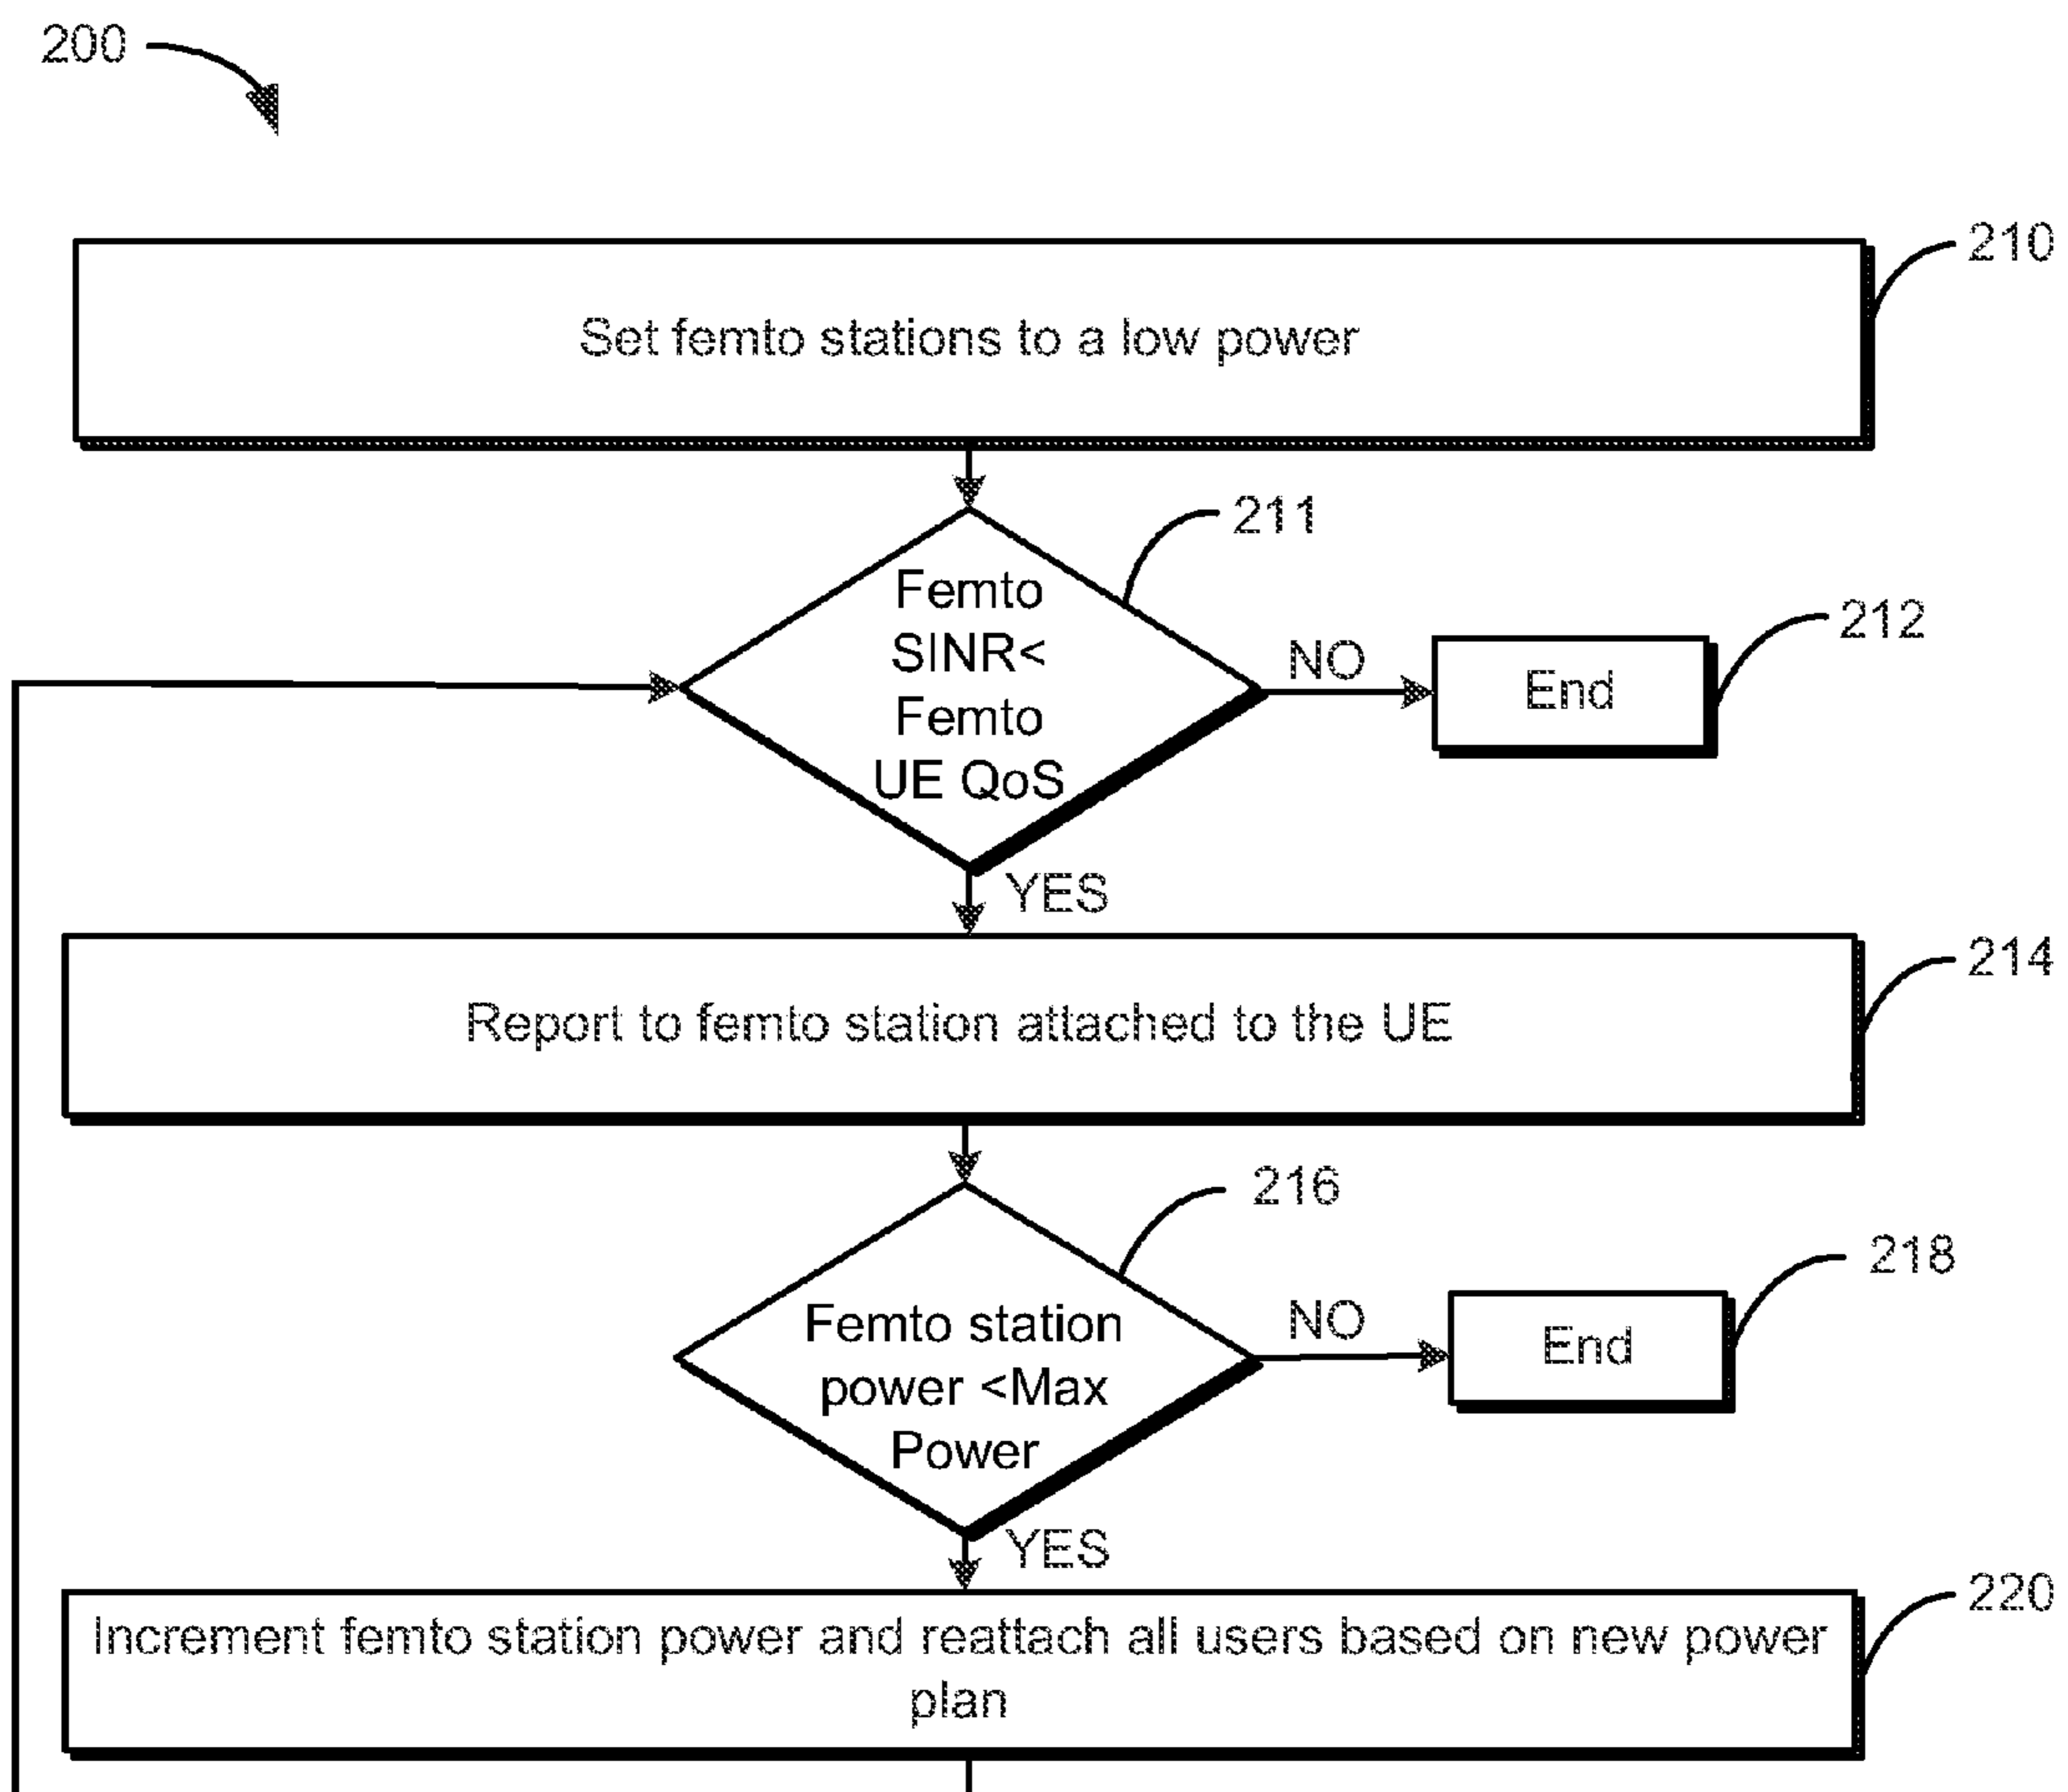 200
210
Set femto stations to a low power
211
Femto
SINR<
Femto
UE QoS
NO
212
End
YES
214
Report to femto station attached to the UE
216
Femto station
power <Max
Power
NO
218
End
YES
220
Increment femto station power and reattach all users based on new power
plan